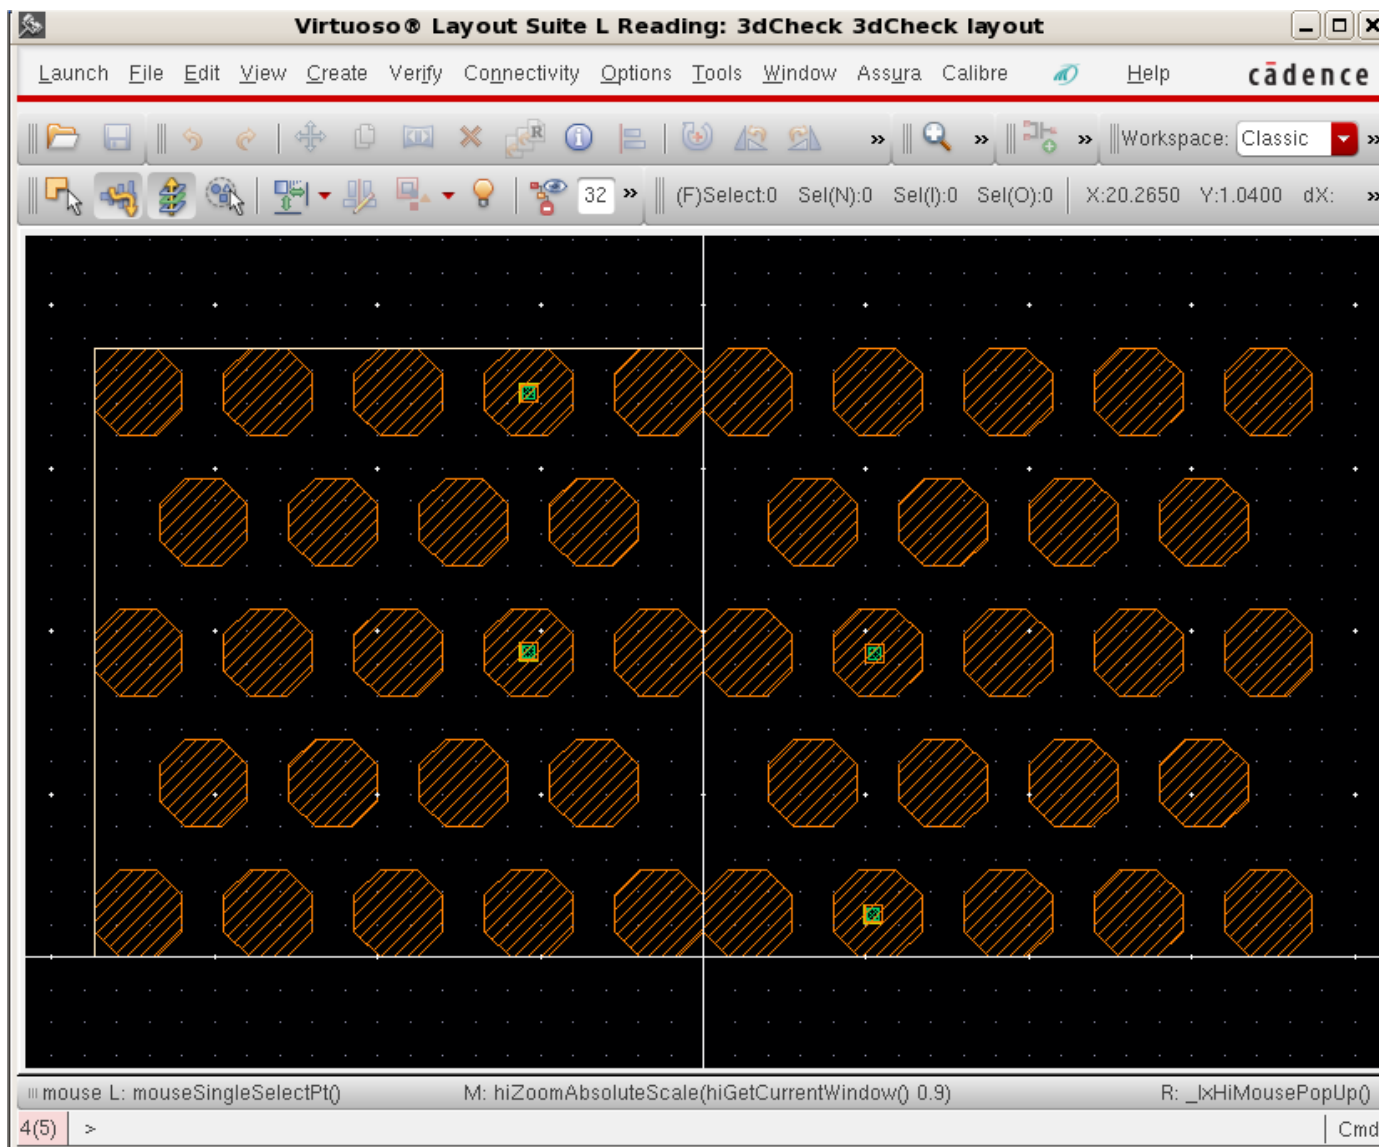 Virtuoso® Layout Suite L Reading: 3dCheck 3dCheck layout
Launch File Edit View Create Verify Connectivity Options Tools Window Assura Calibre Help cādence
R » » » Workspace: Classic »
32 » (F)Select:0 Sel(N):0 Sel(I):0 Sel(O):0 X:20.2650 Y:1.0400 dX: »
mouse L: mouseSingleSelectPt() M: hiZoomAbsoluteScale(hiGetCurrentWindow() 0.9) R: _lxHiMousePopUp()
4(5) > Cmd